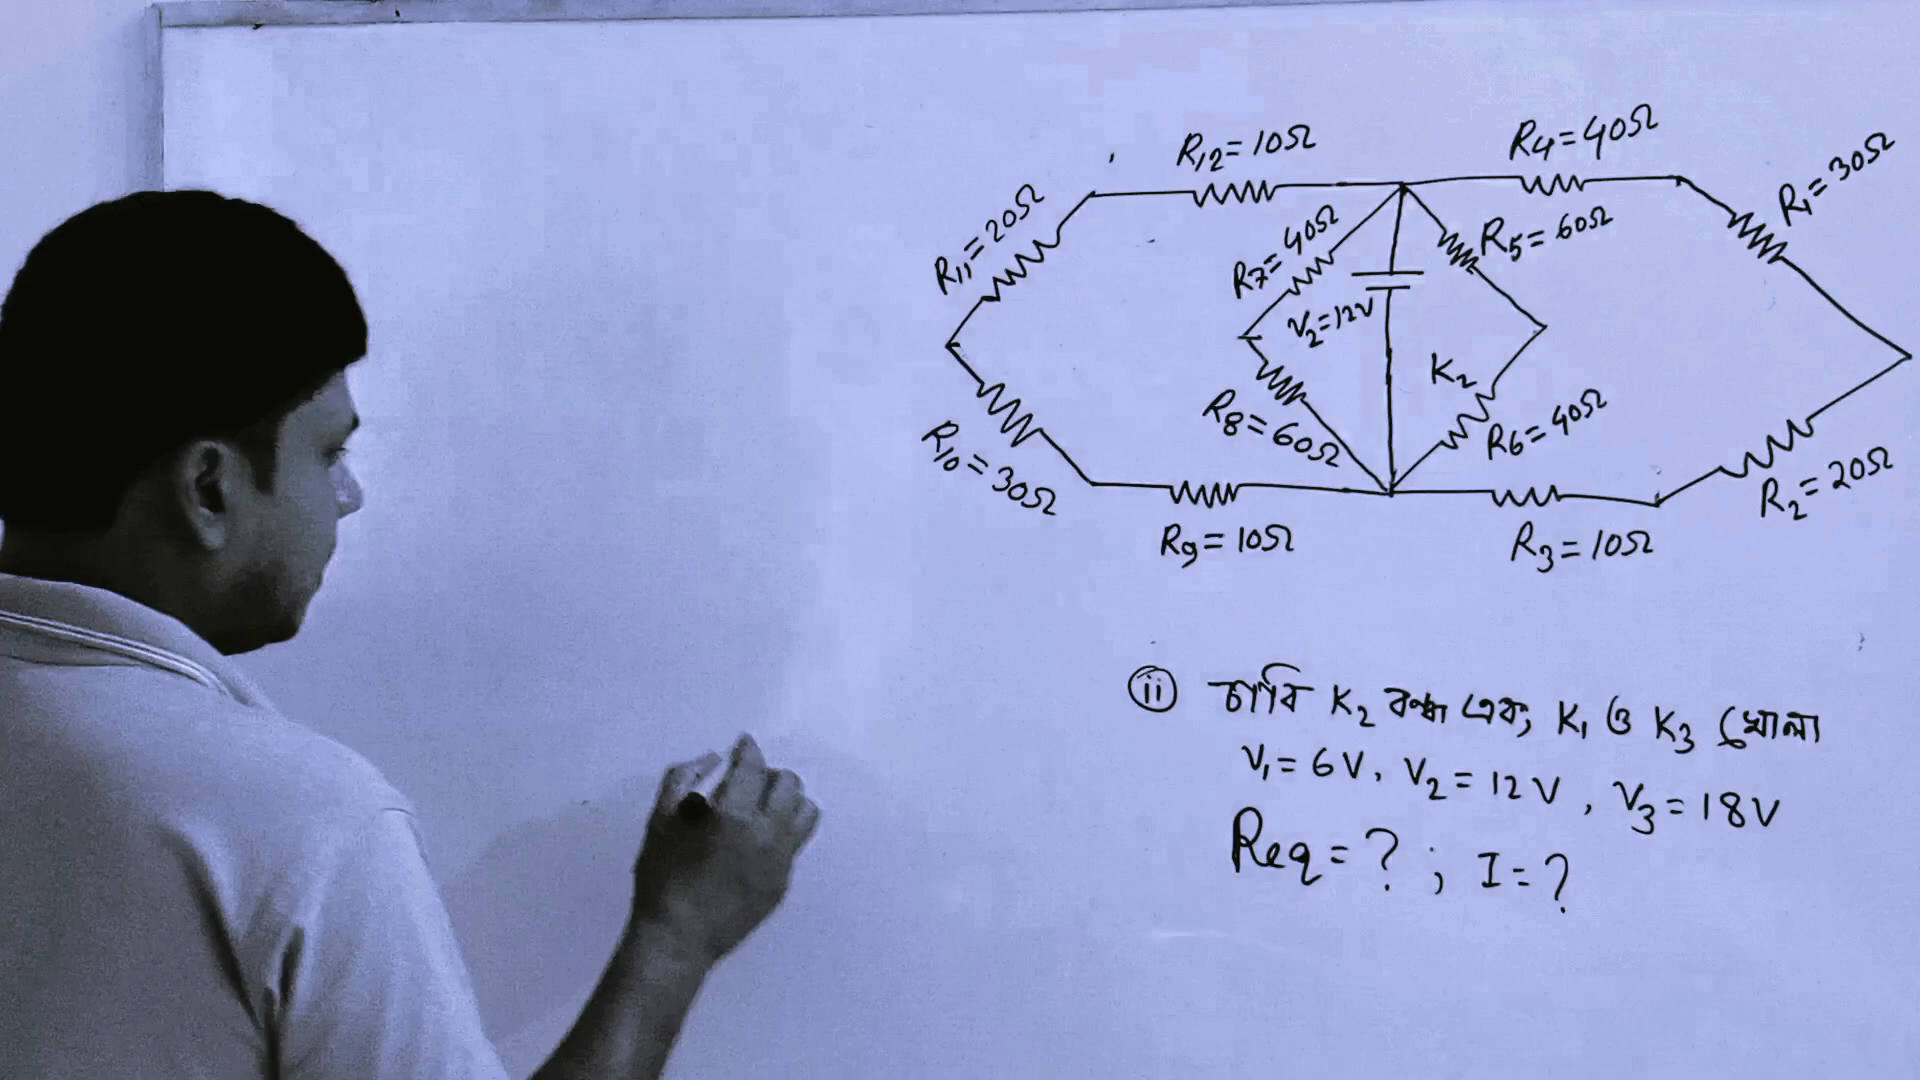 R12 = 10Ω
R4 = 40Ω
R1 = 30Ω
R11 = 20Ω
R7 = 40Ω
R5 = 60Ω
V2 = 12V
K2
R8 = 60Ω
R6 = 40Ω
R10 = 30Ω
R9 = 10Ω
R3 = 10Ω
R2 = 20Ω
ii চাবি K2 বন্ধ এবং K1 ও K3 খোলা
V1 = 6V, V2 = 12V, V3 = 18V
Req = ? ; I = ?